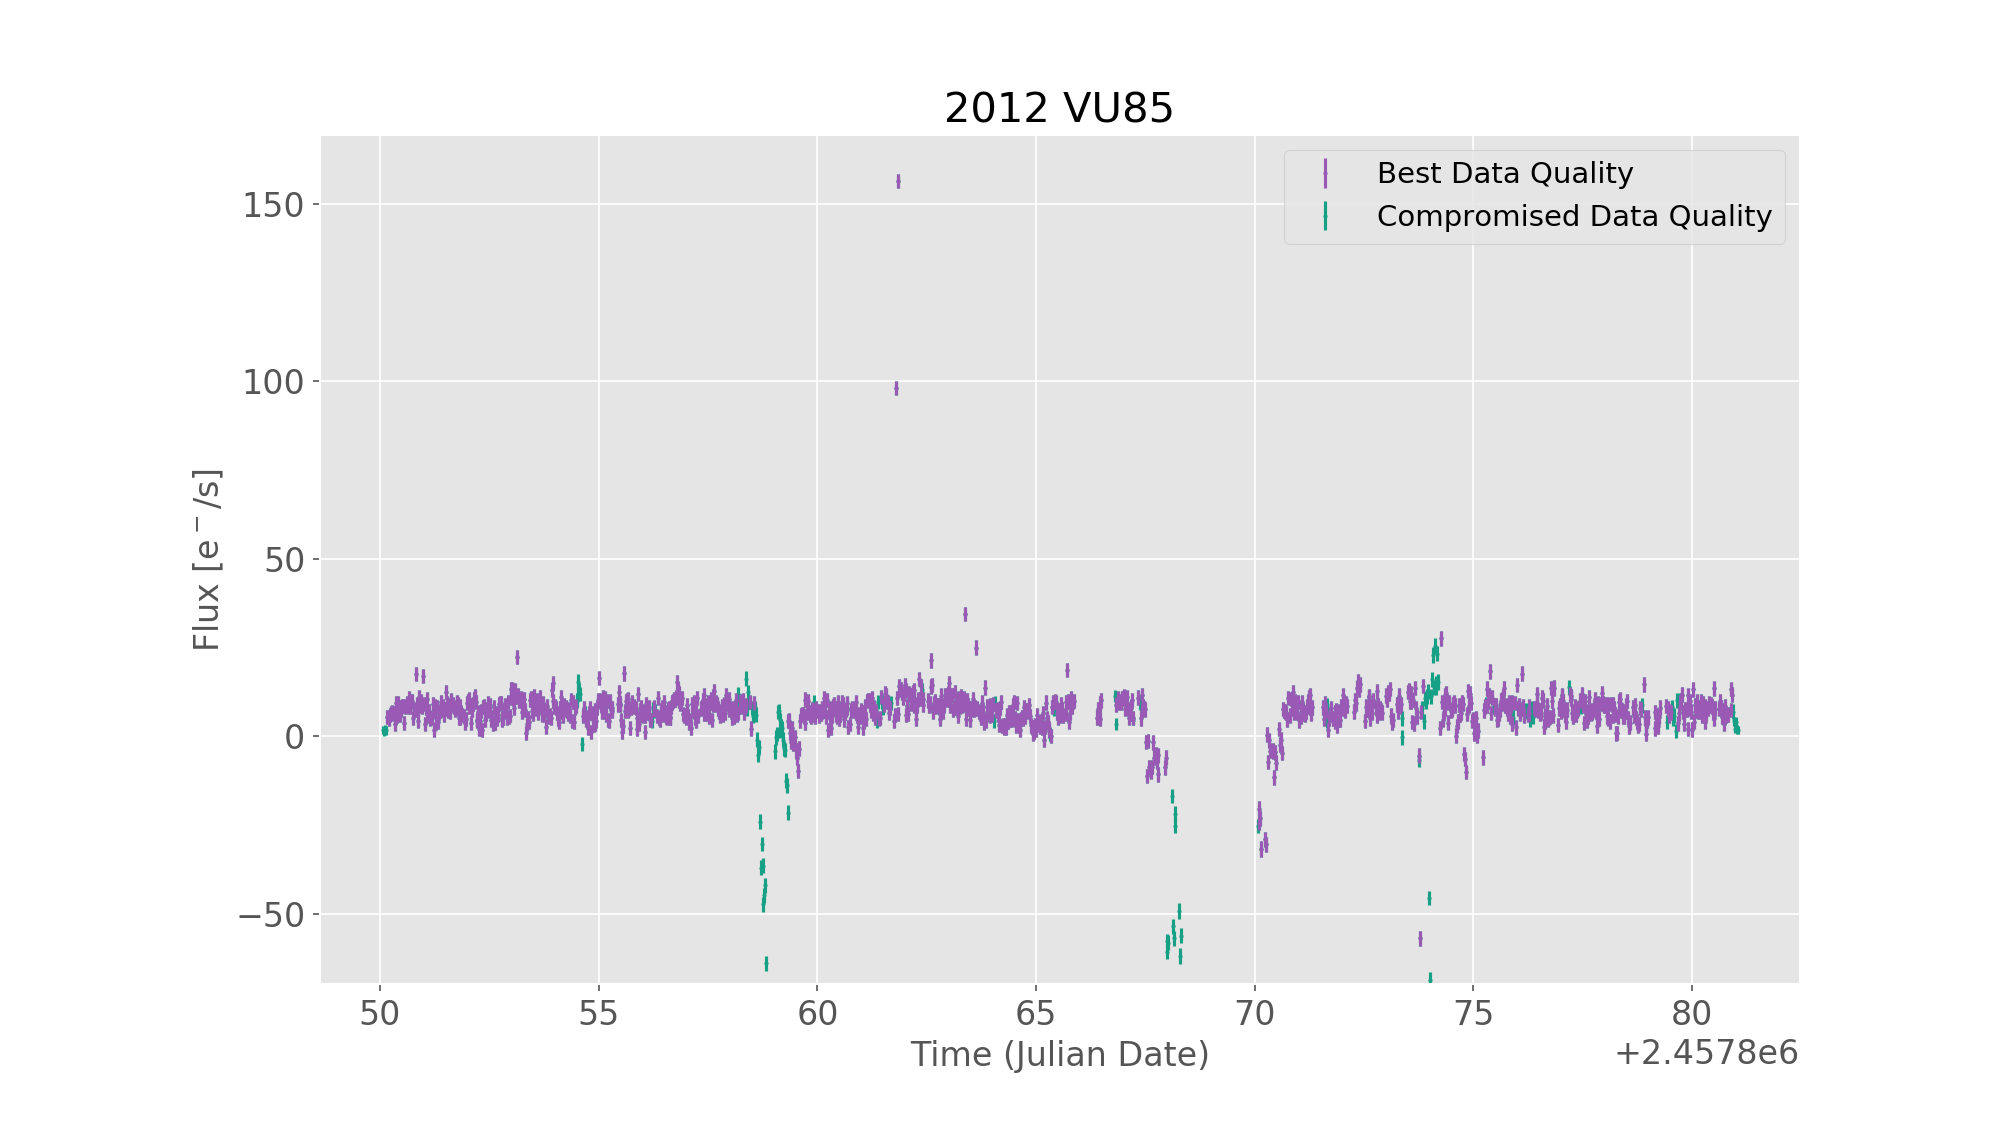 2012 VU85
Best Data Quality
Compromised Data Quality
150
100
50
0
−50
Flux [e⁻/s]
50 55 60 65 70 75 80
Time (Julian Date)
+2.4578e6